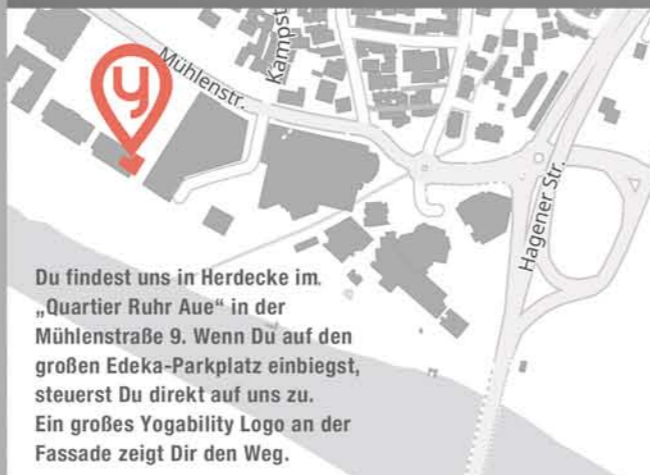 Kampst
Mühlenstr.
y
Hagener Str.
Du findest uns in Herdecke im
„Quartier Ruhr Aue“ in der
Mühlenstraße 9. Wenn Du auf den
großen Edeka-Parkplatz einbiegst,
steuerst Du direkt auf uns zu.
Ein großes Yogability Logo an der
Fassade zeigt Dir den Weg.